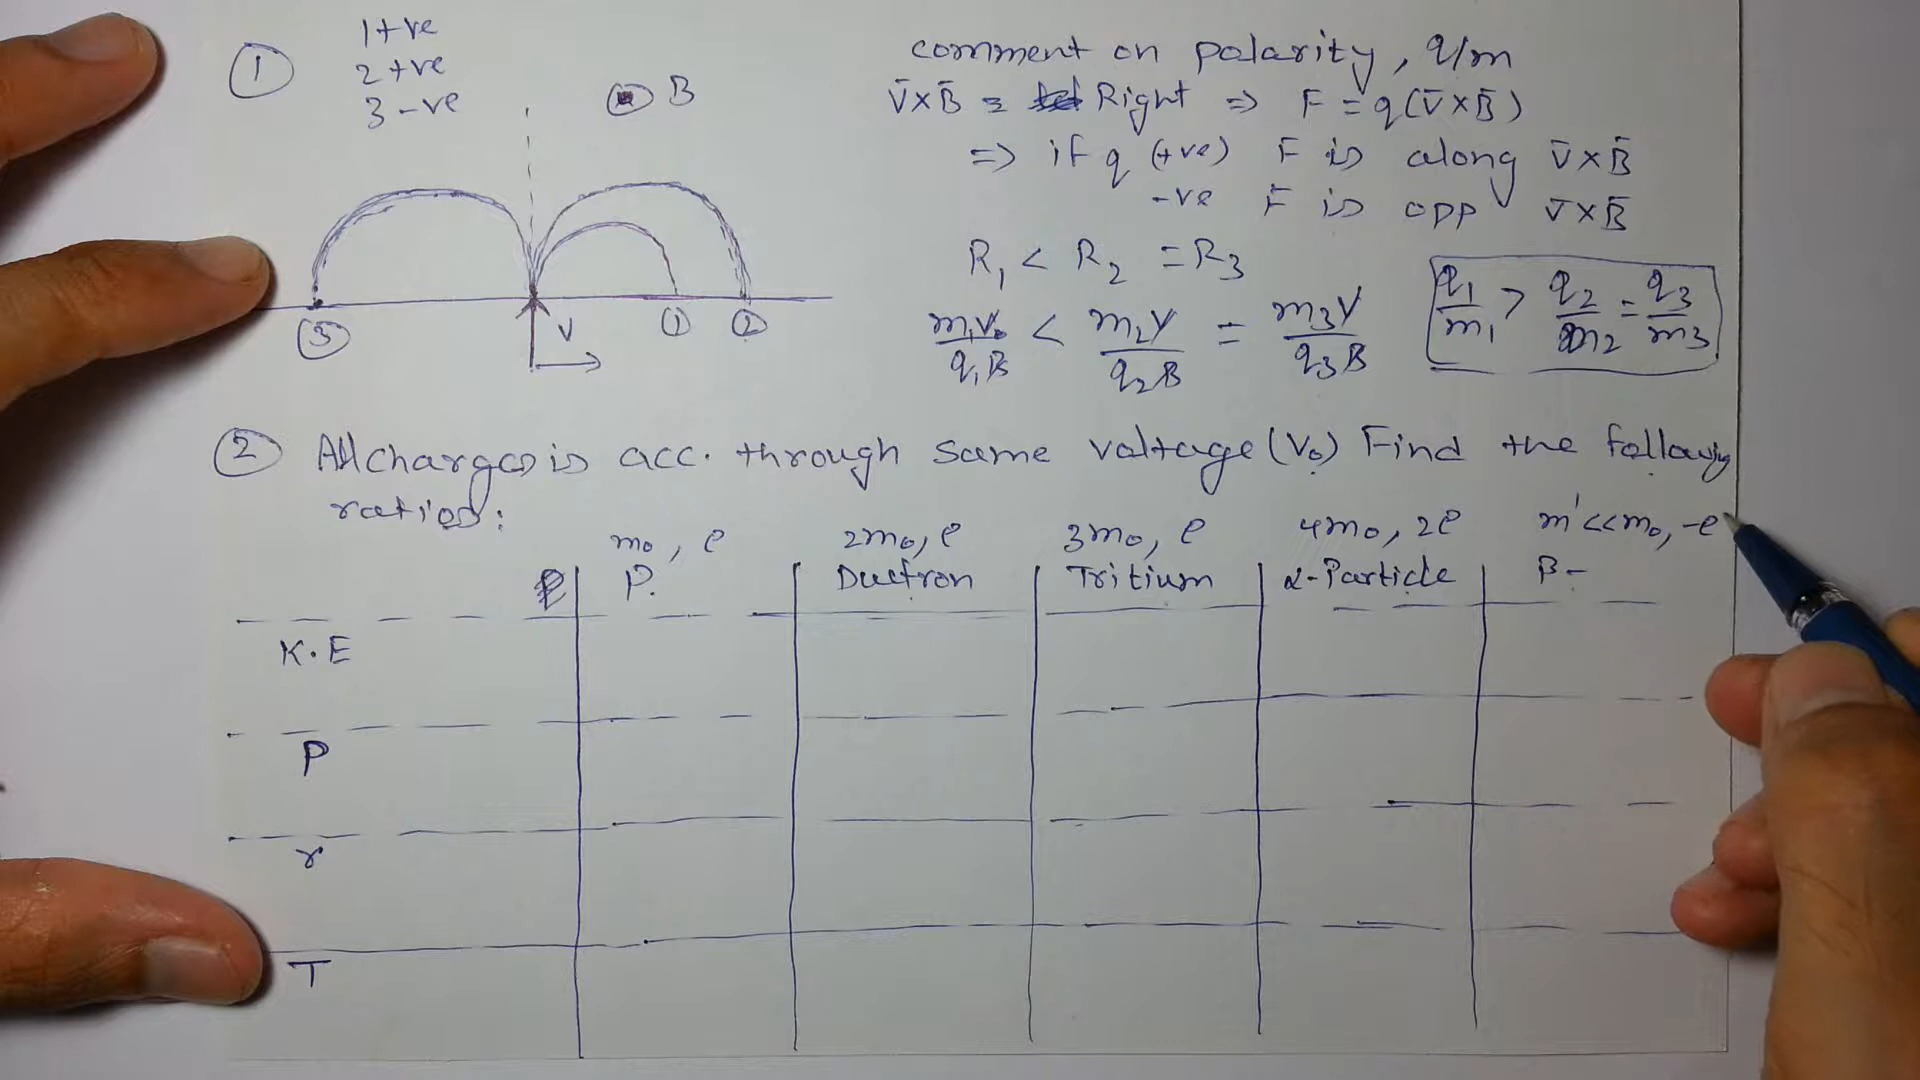 ① 1+ve
2+ve
3-ve
B
③ V ① ②
comment on polarity, q/m
V̄×B̄ = Right ⇒ F = q(V̄×B̄)
⇒ if q (+ve) F is along V̄×B̄
-ve F is opp V̄×B̄
R₁ < R₂ = R₃
m₁V₀/q₁B < m₂V/q₂B = m₃V/q₃B
q₁/m₁ > q₂/m₂ = q₃/m₃
② All charges is acc. through same voltage (V₀) Find the following
ratios:
m₀, e 2m₀, e 3m₀, e 4m₀, 2e m'<<m₀, -e
P. Duetron Tritium α-Particle β-
K.E
P
r
T